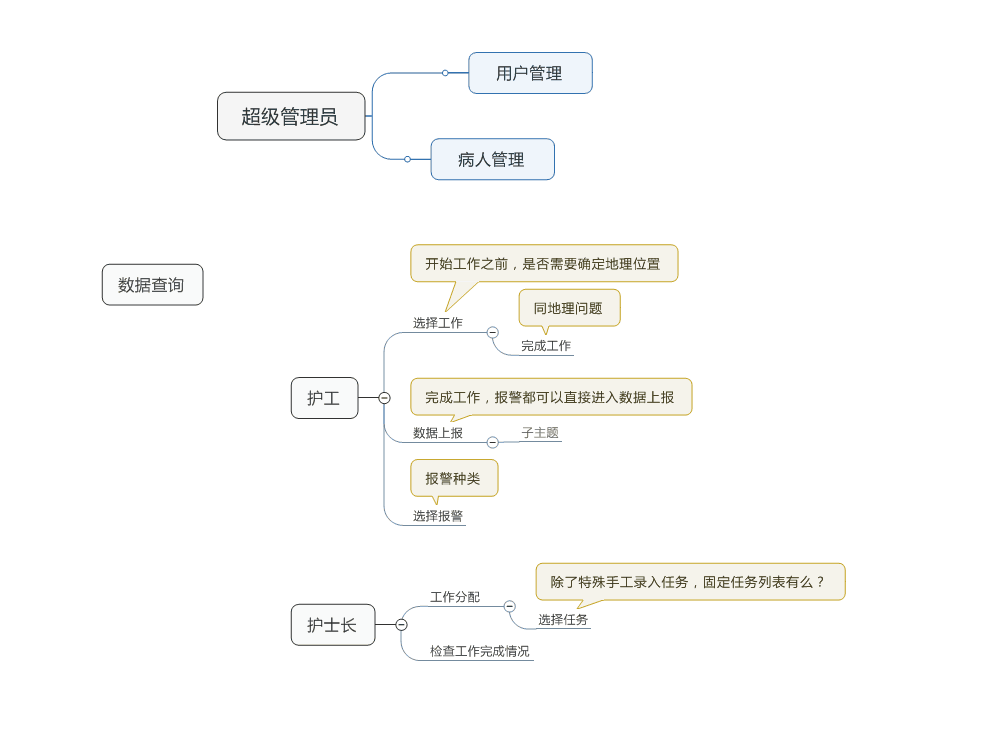 用户管理
超级管理员
病人管理
数据查询
开始工作之前，是否需要确定地理位置
同地理问题
选择工作
完成工作
护工
完成工作，报警都可以直接进入数据上报
数据上报
子主题
报警种类
选择报警
除了特殊手工录入任务，固定任务列表有么？
工作分配
选择任务
护士长
检查工作完成情况